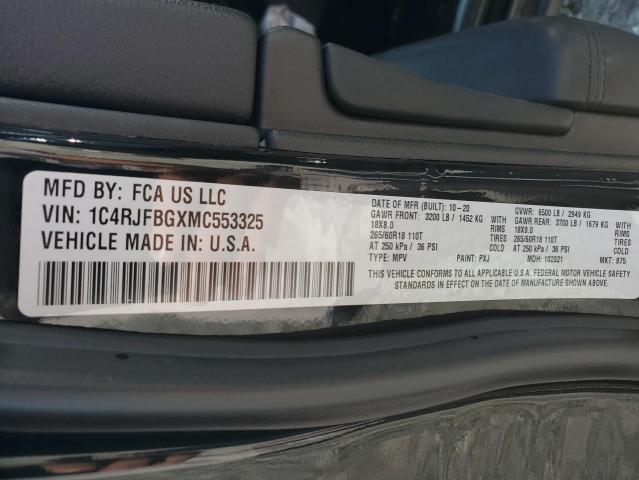 MFD BY: FCA US LLC
VIN: 1C4RJFBGXMC553325
VEHICLE MADE IN: U.S.A.
DATE OF MFR (BUILT): 10-20 GVWR: 6500 LB / 2949 KG
GAWR FRONT: 3200 LB / 1452 KG WITH GAWR REAR: 3700 LB / 1679 KG WITH
18X8.0 RIMS 18X8.0 RIMS
265/60R18 110T TIRES 265/60R18 110T TIRES
AT 250 kPa / 36 PSI COLD AT 250 kPa / 36 PSI COLD
TYPE: MPV PAINT: PXJ MDH: 102021 MKT: 875
THIS VEHICLE CONFORMS TO ALL APPLICABLE U.S.A. FEDERAL MOTOR VEHICLE SAFETY
STANDARDS IN EFFECT ON THE DATE OF MANUFACTURE SHOWN ABOVE.